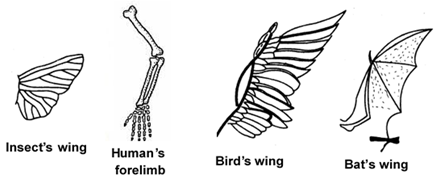 Insect's wing
Human's
forelimb
Bird's wing
Bat's wing